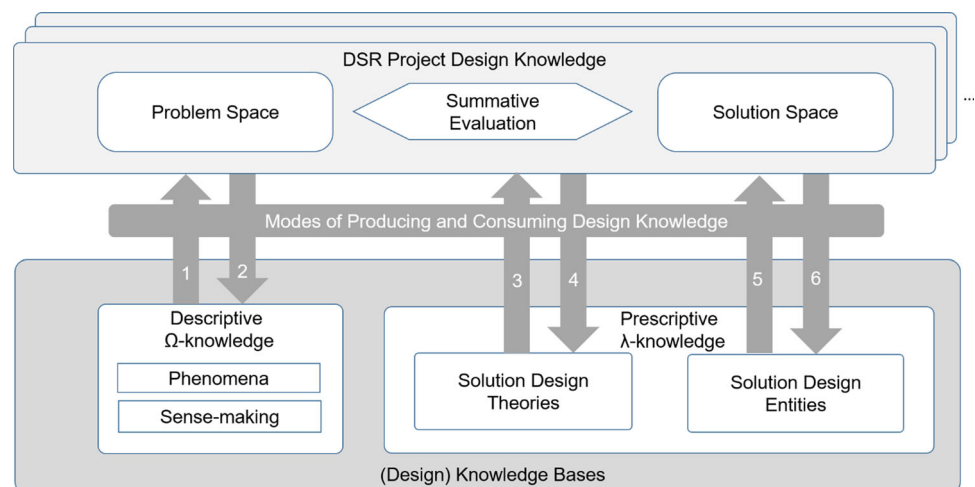 DSR Project Design Knowledge
Problem Space
Summative
Evaluation
Solution Space
...
Modes of Producing and Consuming Design Knowledge
1
2
3
4
5
6
Descriptive
Ω-knowledge
Phenomena
Sense-making
Prescriptive
λ-knowledge
Solution Design
Theories
Solution Design
Entities
(Design) Knowledge Bases